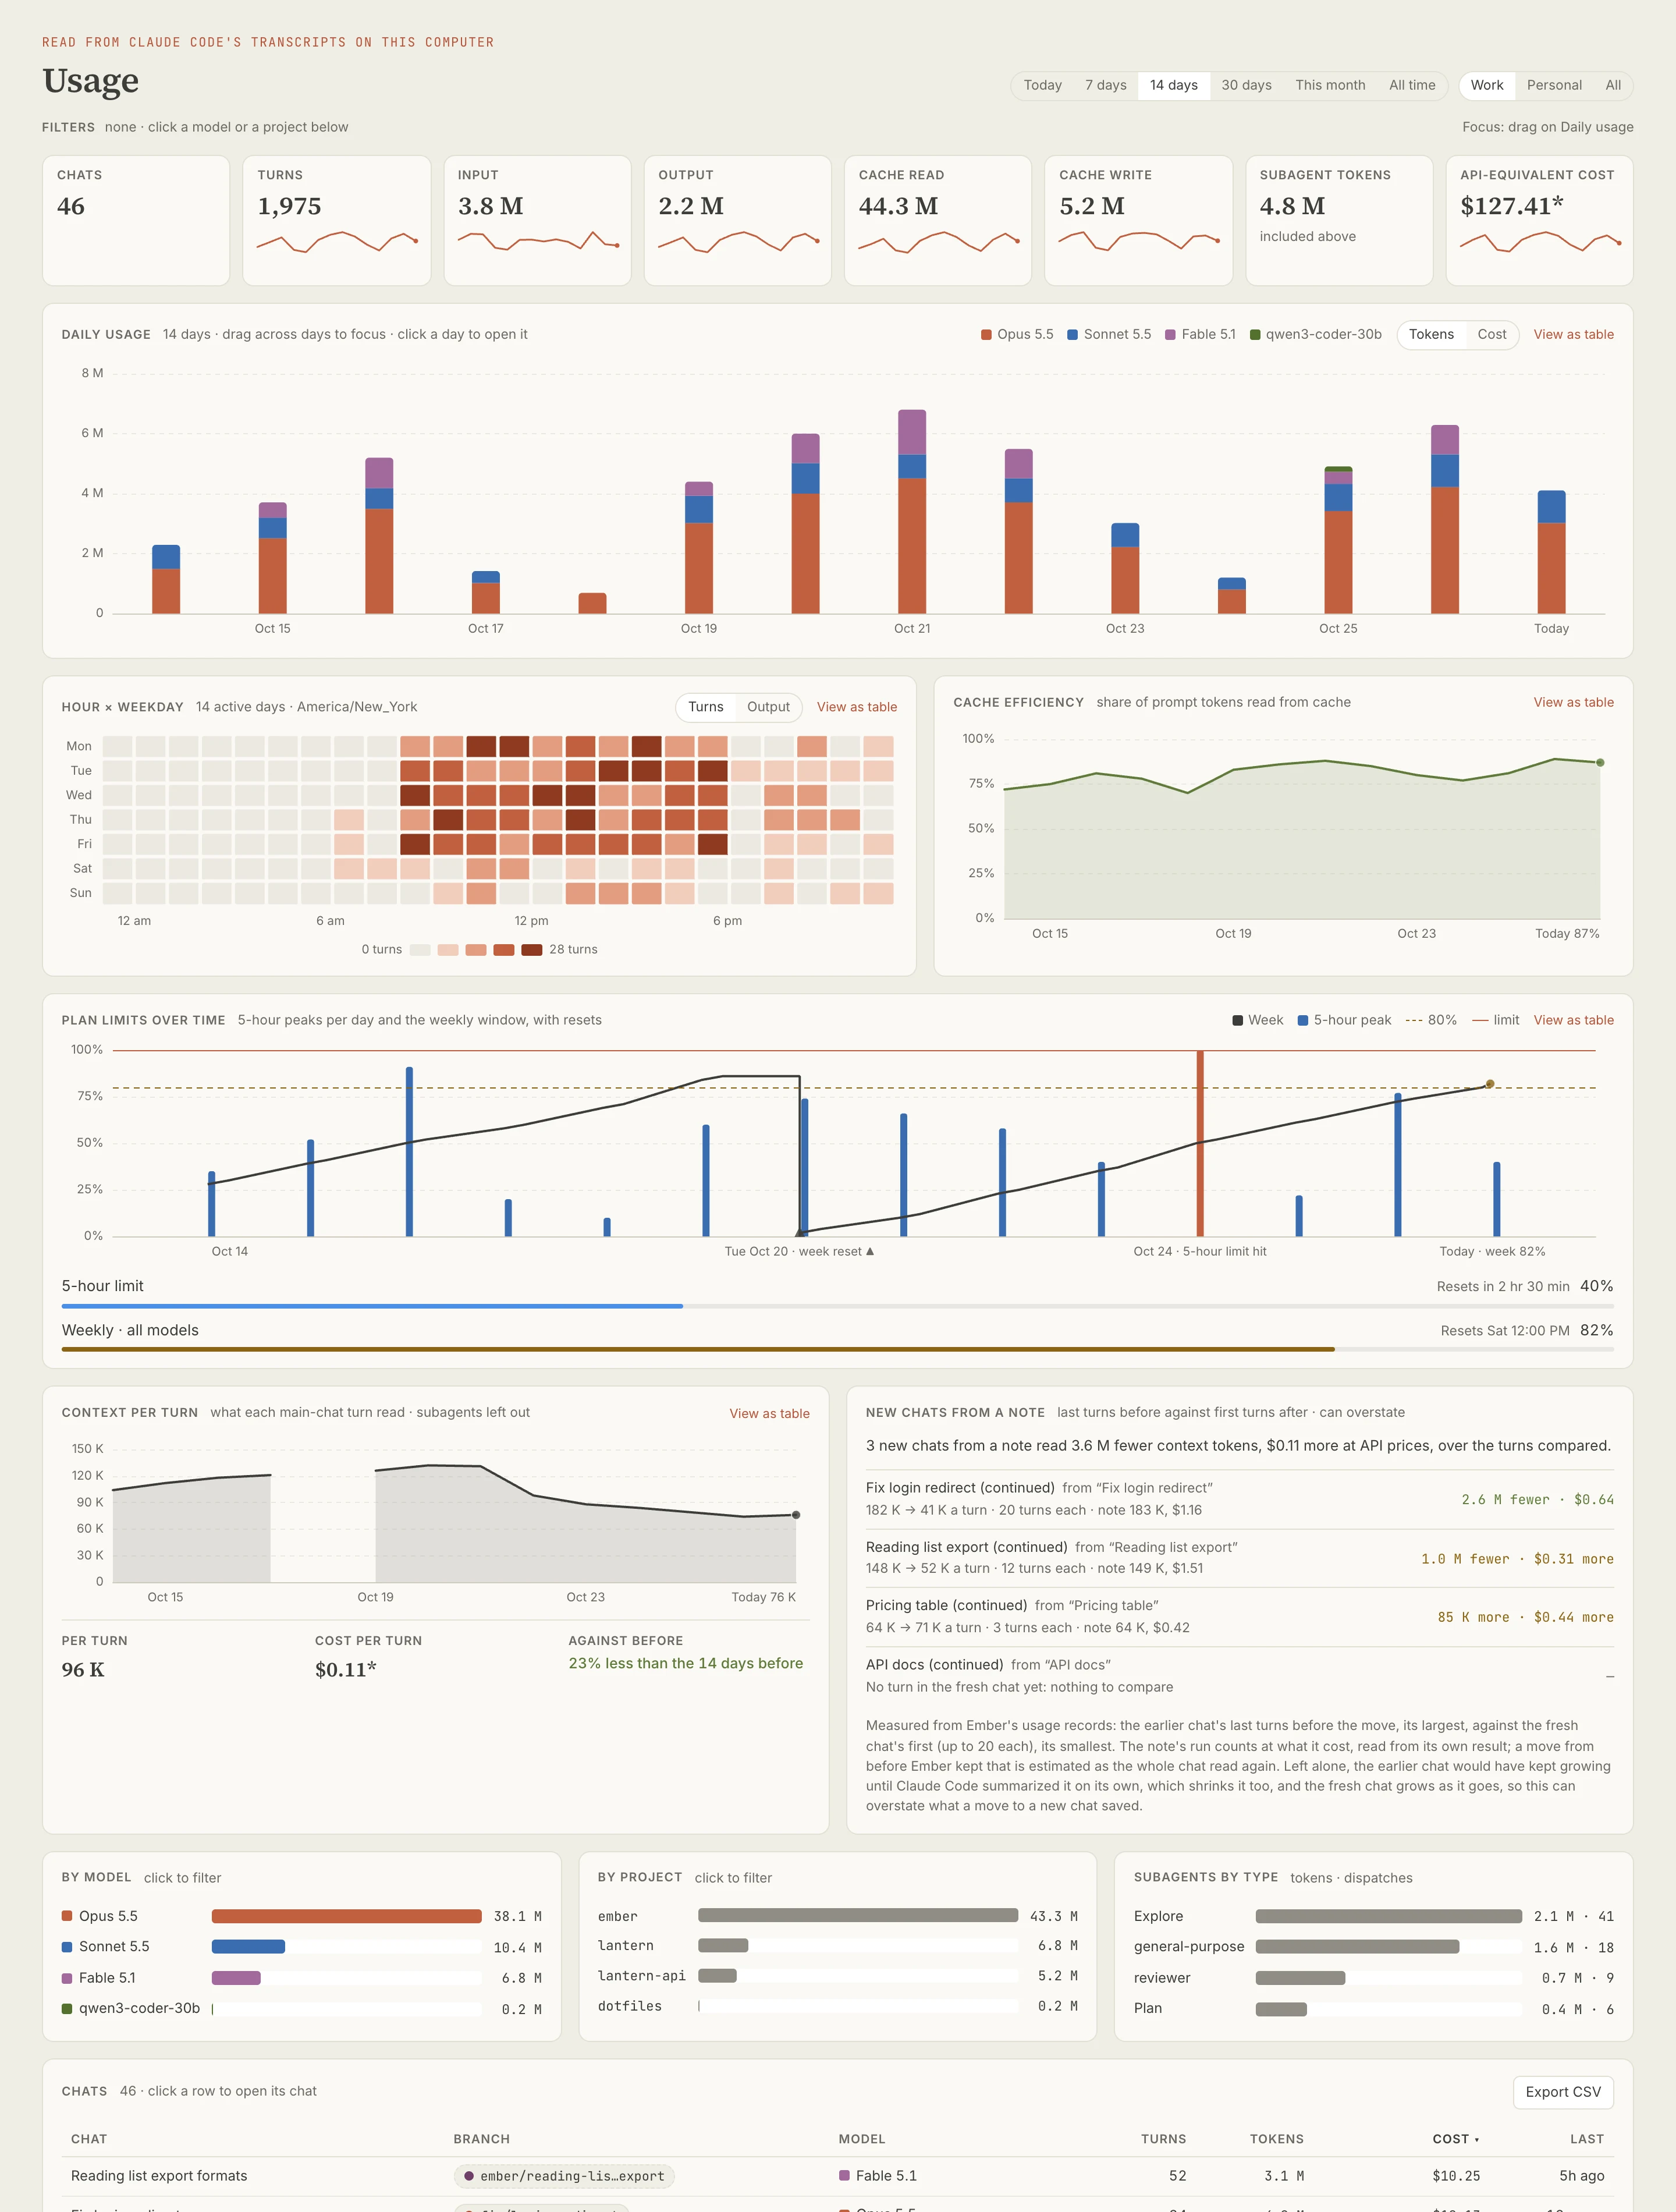 READ FROM CLAUDE CODE'S TRANSCRIPTS ON THIS COMPUTER
Usage
Today 7 days 14 days 30 days This month All time Work Personal All
FILTERS none · click a model or a project below
Focus: drag on Daily usage
CHATS
46
TURNS
1,975
INPUT
3.8 M
OUTPUT
2.2 M
CACHE READ
44.3 M
CACHE WRITE
5.2 M
SUBAGENT TOKENS
4.8 M
included above
API-EQUIVALENT COST
$127.41*
DAILY USAGE 14 days · drag across days to focus · click a day to open it
Opus 5.5 Sonnet 5.5 Fable 5.1 qwen3-coder-30b Tokens Cost View as table
8 M
6 M
4 M
2 M
0
Oct 15 Oct 17 Oct 19 Oct 21 Oct 23 Oct 25 Today
HOUR × WEEKDAY 14 active days · America/New_York Turns Output View as table
Mon
Tue
Wed
Thu
Fri
Sat
Sun
12 am 6 am 12 pm 6 pm
0 turns 28 turns
CACHE EFFICIENCY share of prompt tokens read from cache View as table
100%
75%
50%
25%
0%
Oct 15 Oct 19 Oct 23 Today 87%
PLAN LIMITS OVER TIME 5-hour peaks per day and the weekly window, with resets
Week 5-hour peak 80% limit View as table
100%
75%
50%
25%
0%
Oct 14 Tue Oct 20 · week reset ▲ Oct 24 · 5-hour limit hit Today · week 82%
5-hour limit Resets in 2 hr 30 min 40%
Weekly · all models Resets Sat 12:00 PM 82%
CONTEXT PER TURN what each main-chat turn read · subagents left out View as table
150 K
120 K
90 K
60 K
30 K
0
Oct 15 Oct 19 Oct 23 Today 76 K
PER TURN
96 K
COST PER TURN
$0.11*
AGAINST BEFORE
23% less than the 14 days before
NEW CHATS FROM A NOTE last turns before against first turns after · can overstate
3 new chats from a note read 3.6 M fewer context tokens, $0.11 more at API prices, over the turns compared.
Fix login redirect (continued) from “Fix login redirect”
182 K → 41 K a turn · 20 turns each · note 183 K, $1.16
2.6 M fewer · $0.64
Reading list export (continued) from “Reading list export”
148 K → 52 K a turn · 12 turns each · note 149 K, $1.51
1.0 M fewer · $0.31 more
Pricing table (continued) from “Pricing table”
64 K → 71 K a turn · 3 turns each · note 64 K, $0.42
85 K more · $0.44 more
API docs (continued) from “API docs”
No turn in the fresh chat yet: nothing to compare
–
Measured from Ember's usage records: the earlier chat's last turns before the move, its largest, against the fresh
chat's first (up to 20 each), its smallest. The note's run counts at what it cost, read from its own result; a move from
before Ember kept that is estimated as the whole chat read again. Left alone, the earlier chat would have kept growing
until Claude Code summarized it on its own, which shrinks it too, and the fresh chat grows as it goes, so this can
overstate what a move to a new chat saved.
BY MODEL click to filter
Opus 5.5 38.1 M
Sonnet 5.5 10.4 M
Fable 5.1 6.8 M
qwen3-coder-30b 0.2 M
BY PROJECT click to filter
ember 43.3 M
lantern 6.8 M
lantern-api 5.2 M
dotfiles 0.2 M
SUBAGENTS BY TYPE tokens · dispatches
Explore 2.1 M · 41
general-purpose 1.6 M · 18
reviewer 0.7 M · 9
Plan 0.4 M · 6
CHATS 46 · click a row to open its chat
Export CSV
CHAT BRANCH MODEL TURNS TOKENS COST ▾ LAST
Reading list export formats ember/reading-lis…export Fable 5.1 52 3.1 M $10.25 5h ago